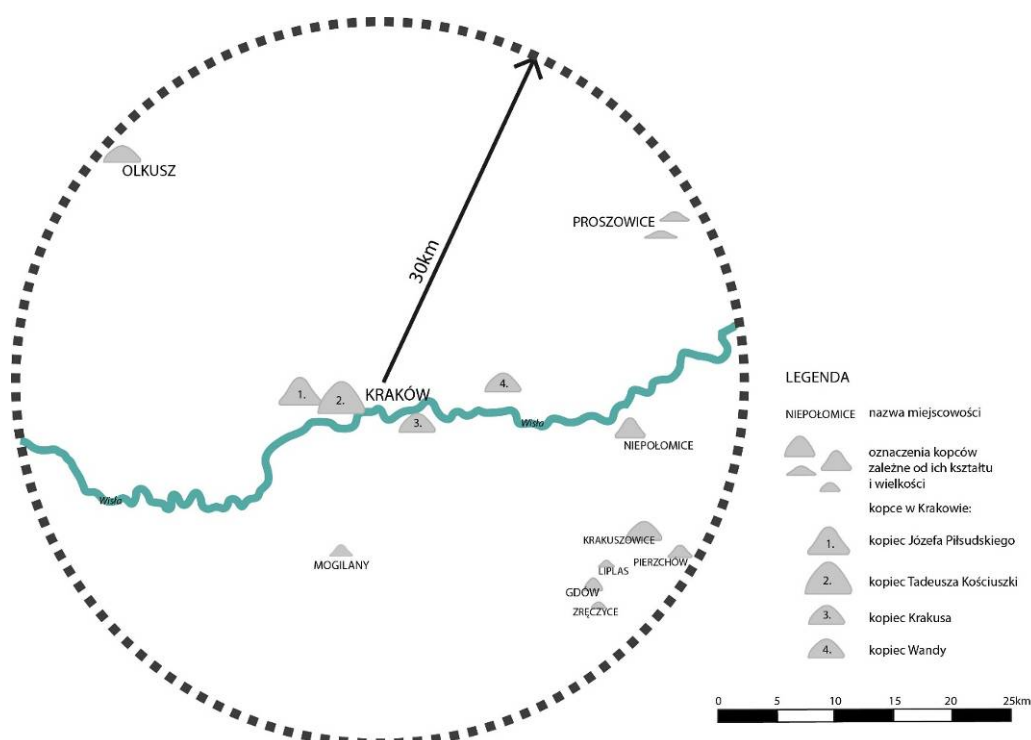 OLKUSZ
PROSZOWICE
30km
1.
2.
KRAKÓW
4.
3.
Wisła
NIEPOŁOMICE
Wisła
MOGILANY
KRAKUSZOWICE
PIERZCHÓW
LIPLAS
GDÓW
ZRĘCZYCE
LEGENDA
NIEPOŁOMICE nazwa miejscowości
oznaczenia kopców
zależne od ich kształtu
i wielkości
kopce w Krakowie:
1. kopiec Józefa Piłsudskiego
2. kopiec Tadeusza Kościuszki
3. kopiec Krakusa
4. kopiec Wandy
0 5 10 15 20 25km